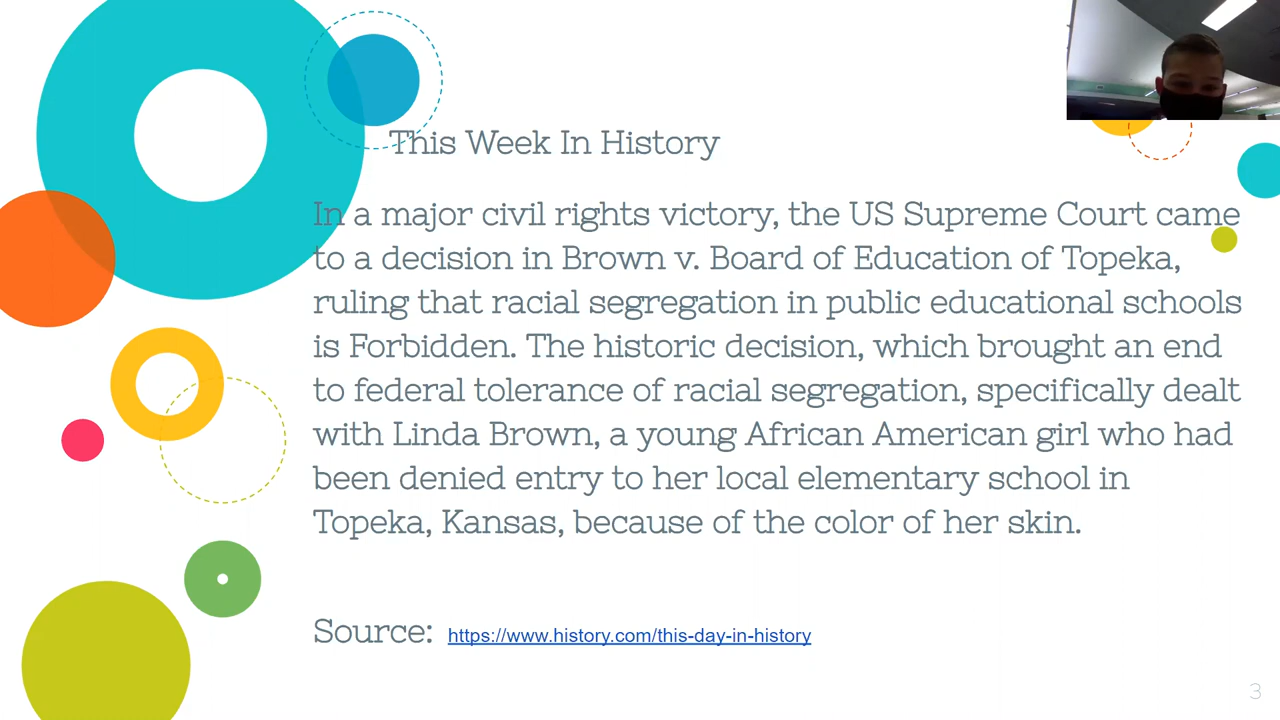 This Week In History
In a major civil rights victory, the US Supreme Court came
to a decision in Brown v. Board of Education of Topeka,
ruling that racial segregation in public educational schools
is Forbidden. The historic decision, which brought an end
to federal tolerance of racial segregation, specifically dealt
with Linda Brown, a young African American girl who had
been denied entry to her local elementary school in
Topeka, Kansas, because of the color of her skin.
Source: https://www.history.com/this-day-in-history
3